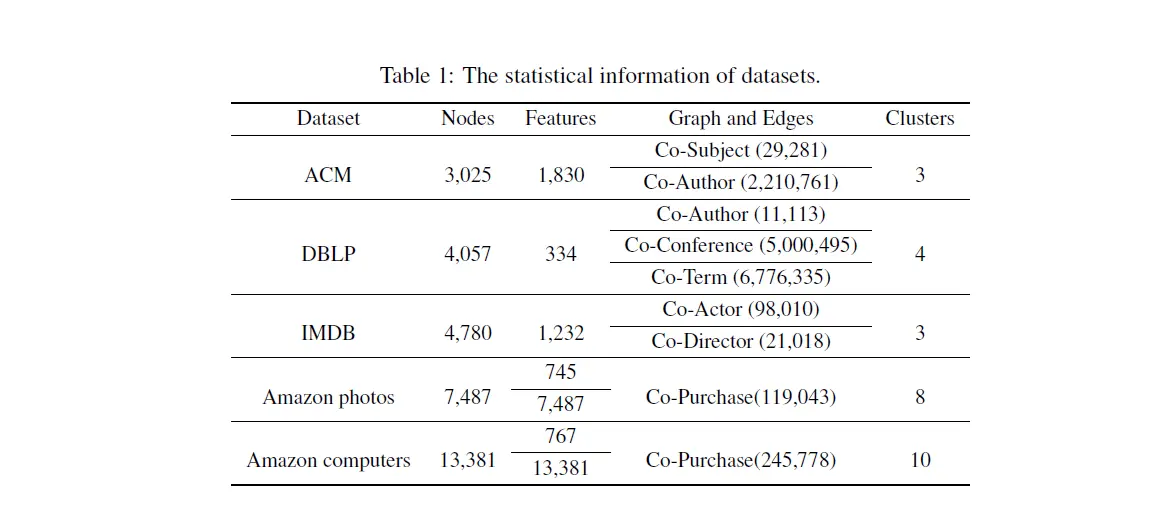 Table 1: The statistical information of datasets.
Dataset Nodes Features Graph and Edges Clusters
ACM 3,025 1,830 Co-Subject (29,281) 3
Co-Author (2,210,761)
DBLP 4,057 334 Co-Author (11,113) 4
Co-Conference (5,000,495)
Co-Term (6,776,335)
IMDB 4,780 1,232 Co-Actor (98,010) 3
Co-Director (21,018)
Amazon photos 7,487 745 Co-Purchase(119,043) 8
7,487
Amazon computers 13,381 767 Co-Purchase(245,778) 10
13,381